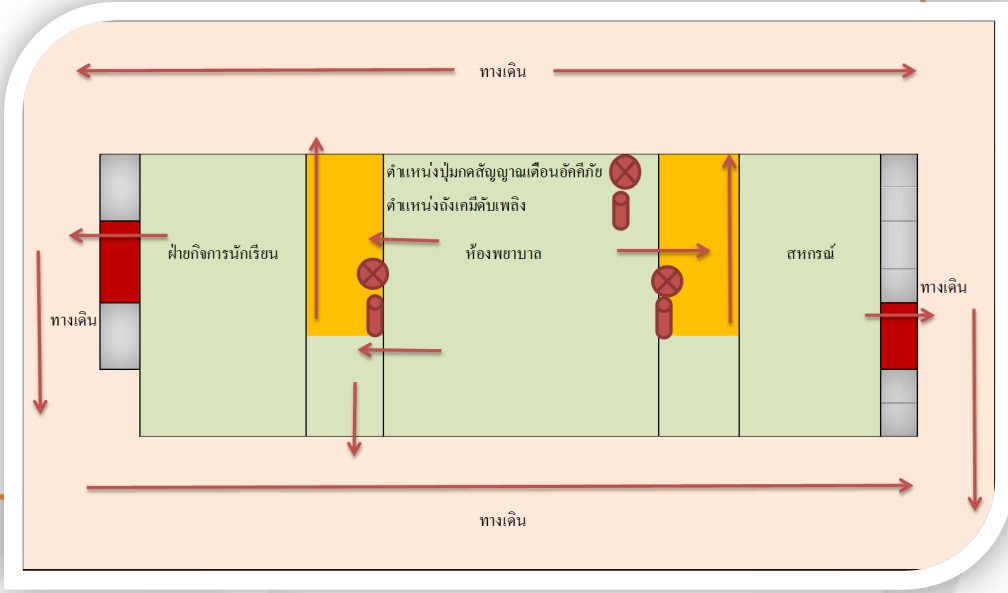 ทางเดิน
ตำแหน่งปุ่มกดสัญญาณเตือนอัคคีภัย
ตำแหน่งถังเคมีดับเพลิง
ฝ่ายกิจการนักเรียน
ห้องพยาบาล
สหกรณ์
ทางเดิน
ทางเดิน
ทางเดิน